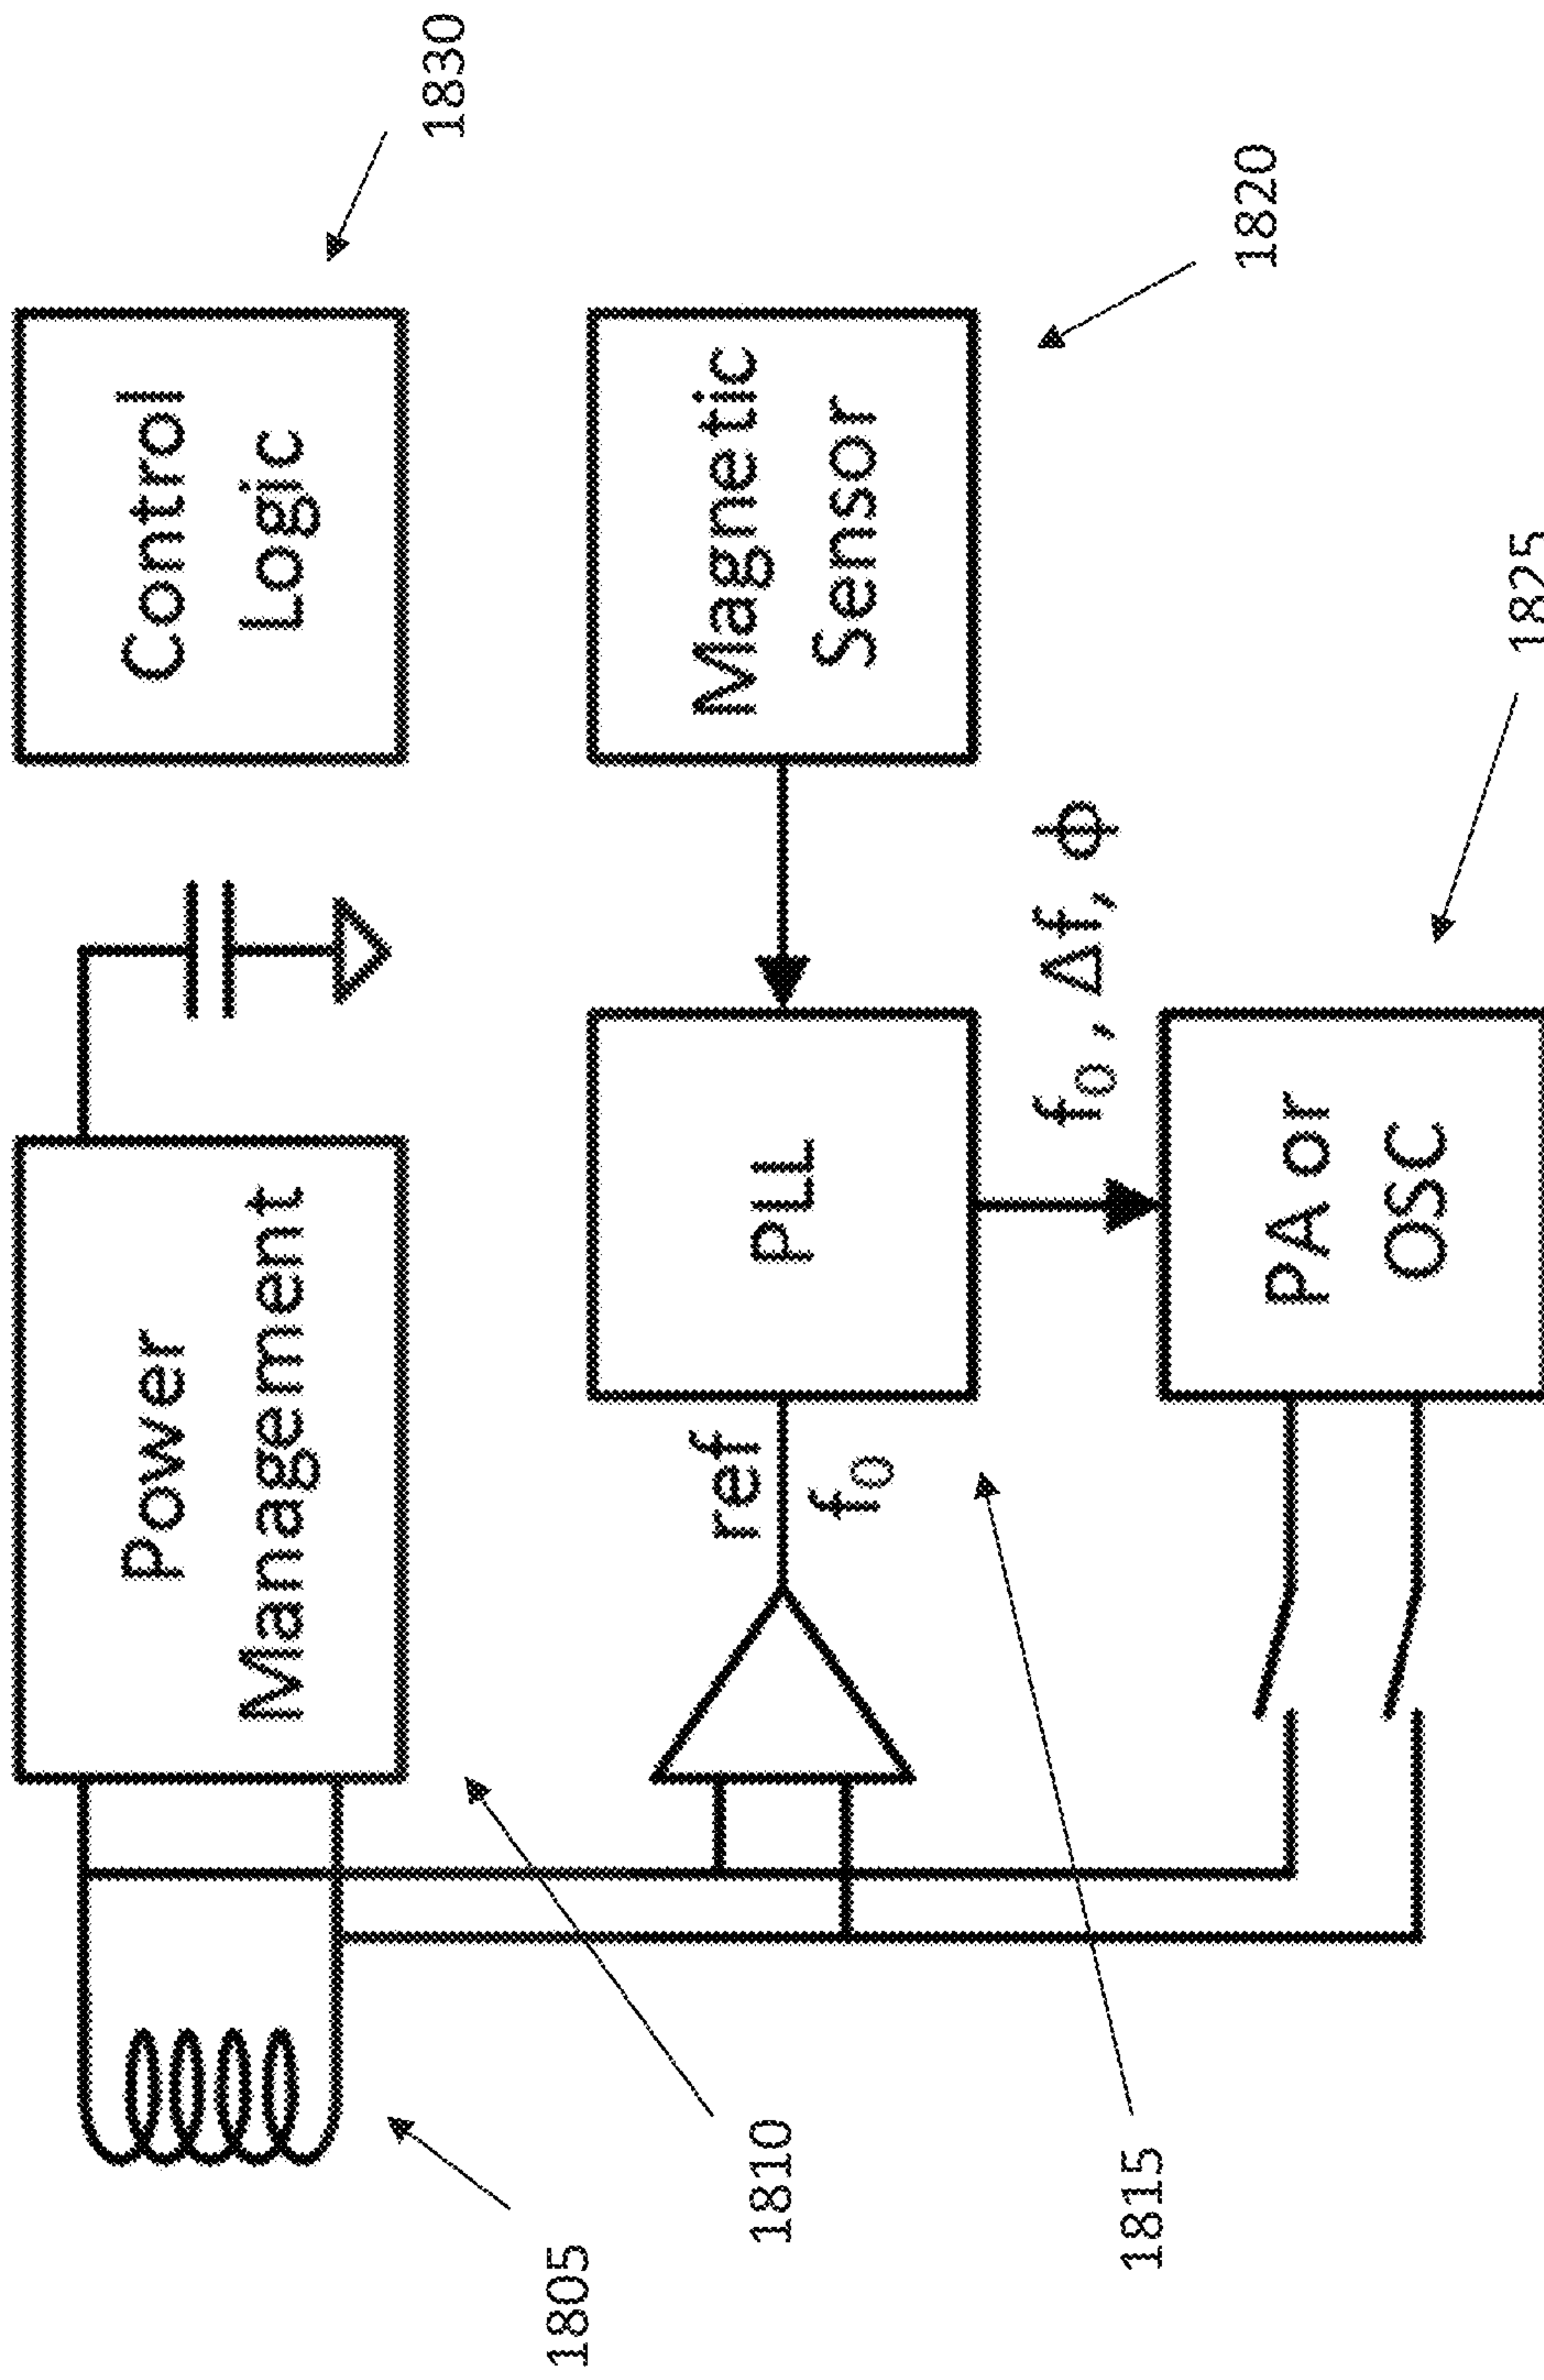 Power
Management
Control
Logic
1830
ref
f₀
PLL
Magnetic
Sensor
1820
f₀, Δf, Φ
PA or
OSC
1825
1805
1810
1815